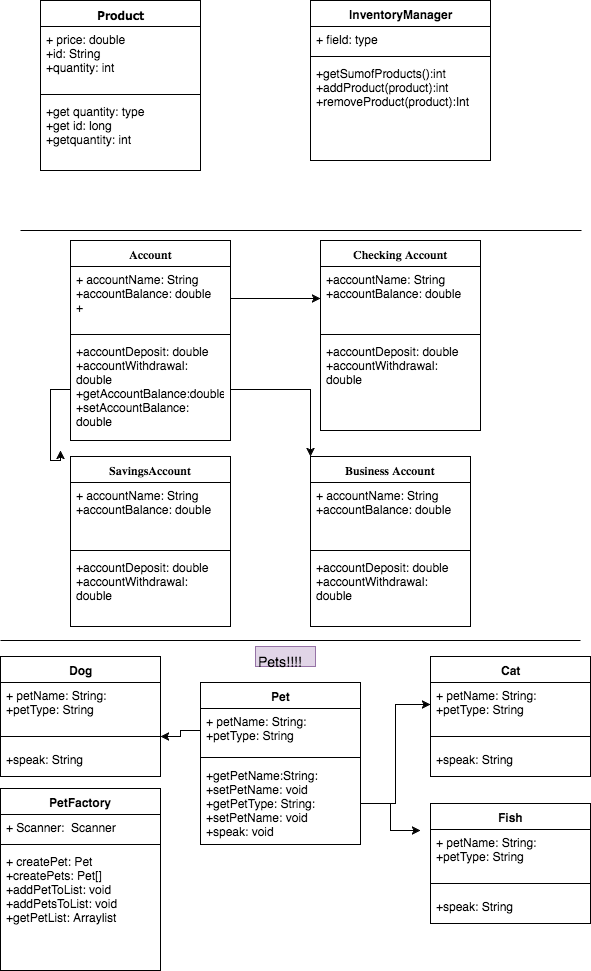 Product
+ price: double
+id: String
+quantity: int
+get quantity: type
+get id: long
+getquantity: int
InventoryManager
+ field: type
+getSumofProducts():int
+addProduct(product):int
+removeProduct(product):Int
Account
+ accountName: String
+accountBalance: double
+
+accountDeposit: double
+accountWithdrawal:
double
+getAccountBalance:double
+setAccountBalance:
double
Checking Account
+accountName: String
+accountBalance: double
+accountDeposit: double
+accountWithdrawal:
double
SavingsAccount
+ accountName: String
+accountBalance: double
+accountDeposit: double
+accountWithdrawal:
double
Business Account
+ accountName: String
+accountBalance: double
+accountDeposit: double
+accountWithdrawal:
double
Pets!!!!
Dog
+ petName: String:
+petType: String
+speak: String
Pet
+ petName: String:
+petType: String
+getPetName:String:
+setPetName: void
+getPetType: String:
+setPetName: void
+speak: void
Cat
+ petName: String:
+petType: String
+speak: String
PetFactory
+ Scanner:  Scanner
+ createPet: Pet
+createPets: Pet[]
+addPetToList: void
+addPetsToList: void
+getPetList: Arraylist
Fish
+ petName: String:
+petType: String
+speak: String